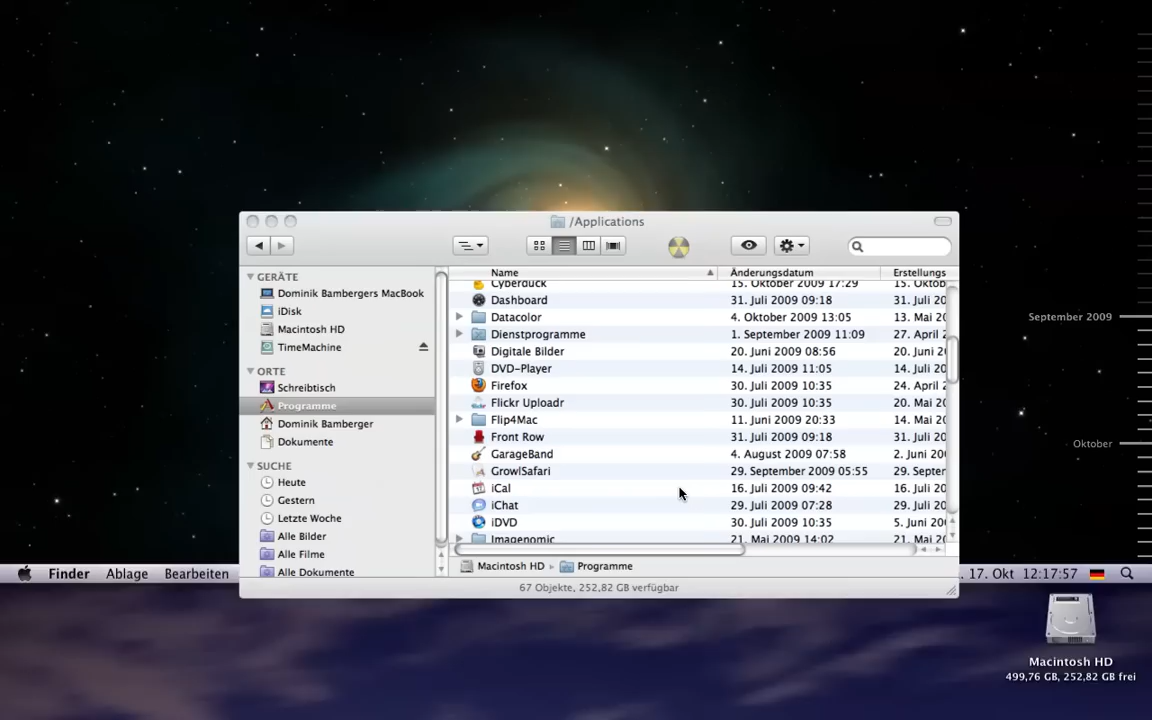 /Applications
GERÄTE
Dominik Bambergers MacBook
iDisk
Macintosh HD
TimeMachine
ORTE
Schreibtisch
Programme
Dominik Bamberger
Dokumente
SUCHE
Heute
Gestern
Letzte Woche
Alle Bilder
Alle Filme
Alle Dokumente
Name Änderungsdatum Erstellungs
Cyberduck 15. Oktober 2009 17:29 15. Oktob
Dashboard 31. Juli 2009 09:18 31. Juli 20
Datacolor 4. Oktober 2009 13:05 13. Mai 20
Dienstprogramme 1. September 2009 11:09 27. April 2
Digitale Bilder 20. Juni 2009 08:56 20. Juni 20
DVD-Player 14. Juli 2009 11:05 14. Juli 20
Firefox 30. Juli 2009 10:35 24. April 2
Flickr Uploadr 30. Juli 2009 10:35 20. Mai 20
Flip4Mac 11. Juni 2009 20:33 14. Mai 20
Front Row 31. Juli 2009 09:18 31. Juli 20
GarageBand 4. August 2009 07:58 2. Juni 20
GrowlSafari 29. September 2009 05:55 29. Septer
iCal 16. Juli 2009 09:42 16. Juli 20
iChat 29. Juli 2009 07:28 29. Juli 20
iDVD 30. Juli 2009 10:35 5. Juni 20
Imagenomic 21. Mai 2009 14:02 21. Mai 20
Macintosh HD ▸ Programme
67 Objekte, 252,82 GB verfügbar
September 2009
Oktober
Finder Ablage Bearbeiten
. 17. Okt 12:17:57
Macintosh HD
499,76 GB, 252,82 GB frei